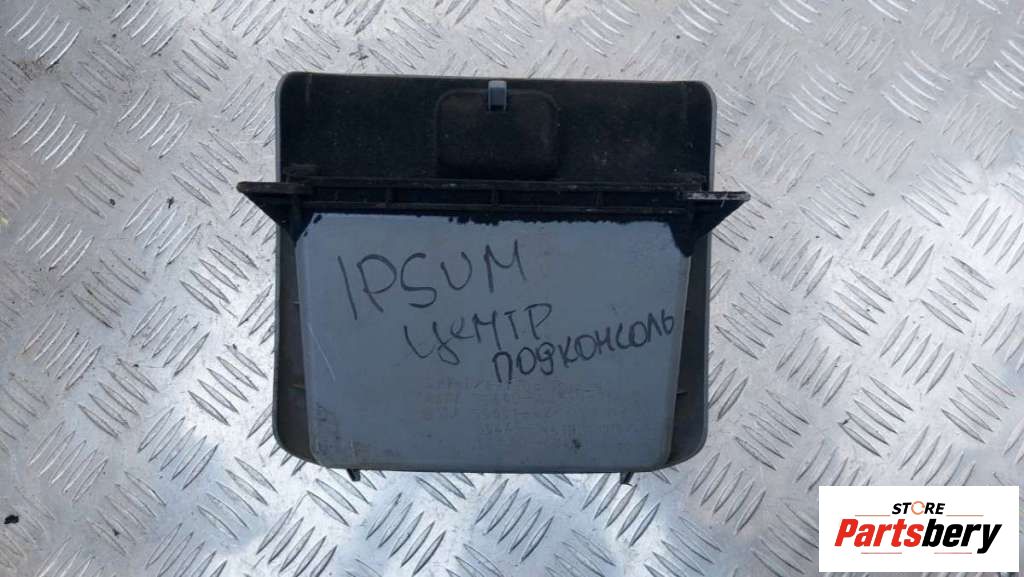 IPSUM
центр
подконсоль
STORE
Partsbery